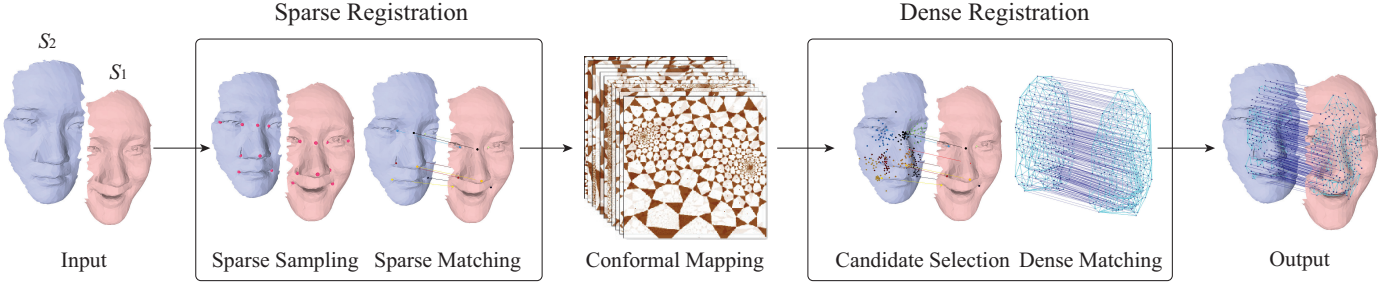 Sparse Registration
Dense Registration
S2
S1
Input
Sparse Sampling
Sparse Matching
Conformal Mapping
Candidate Selection
Dense Matching
Output